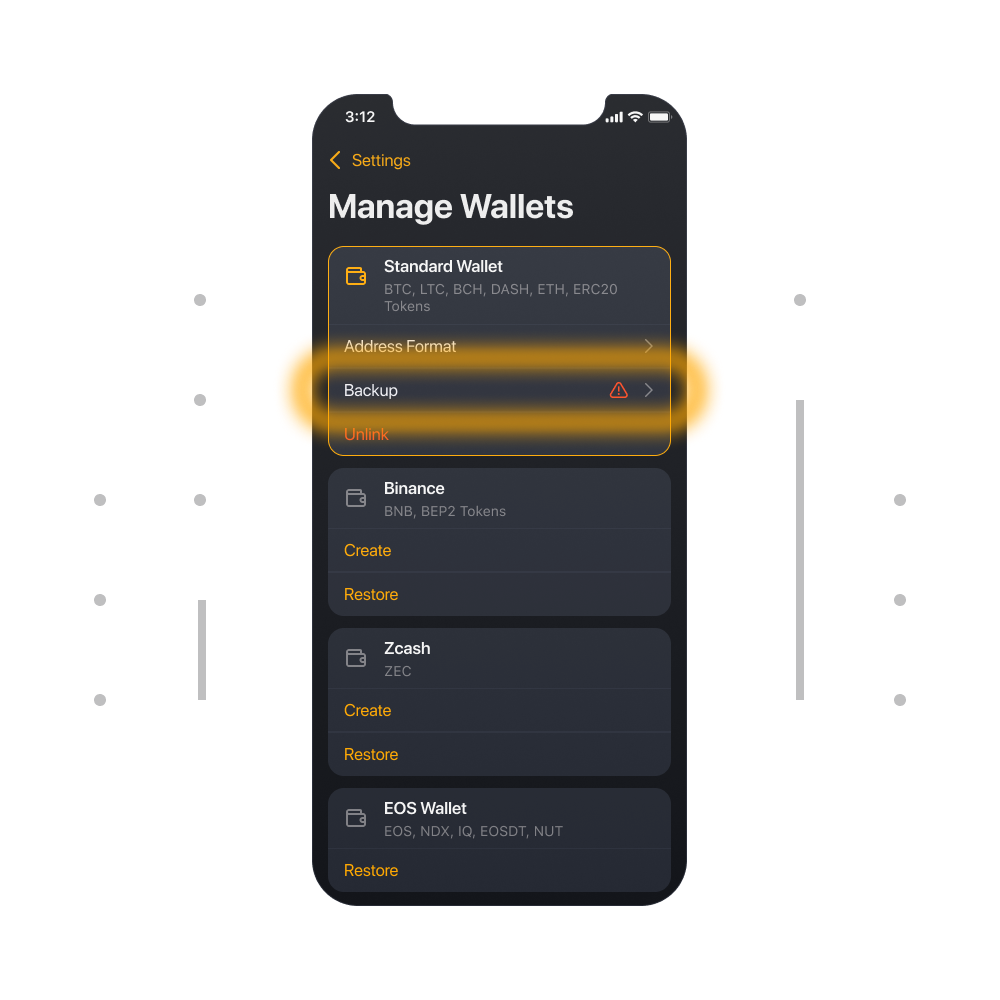 3:12
Settings
Manage Wallets
Standard Wallet
BTC, LTC, BCH, DASH, ETH, ERC20
Tokens
Address Format
Backup
Unlink
Binance
BNB, BEP2 Tokens
Create
Restore
Zcash
ZEC
Create
Restore
EOS Wallet
EOS, NDX, IQ, EOSDT, NUT
Restore